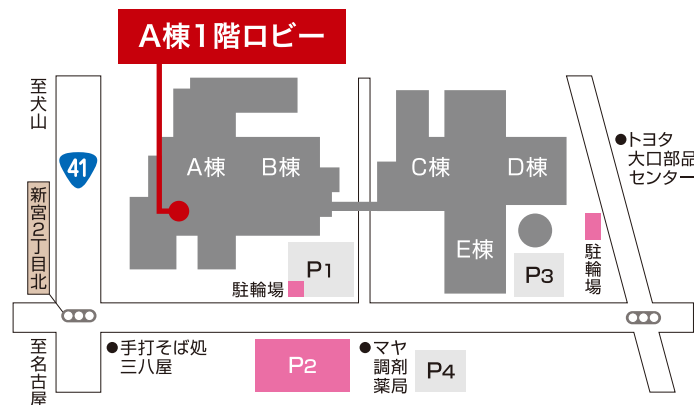 A棟1階ロビー
至犬山
41
新宮2丁目北
至名古屋
A棟
B棟
C棟
D棟
E棟
トヨタ
大口部品
センター
P1
駐輪場
P3
駐輪場
手打そば処
三八屋
P2
マヤ
調剤
薬局
P4